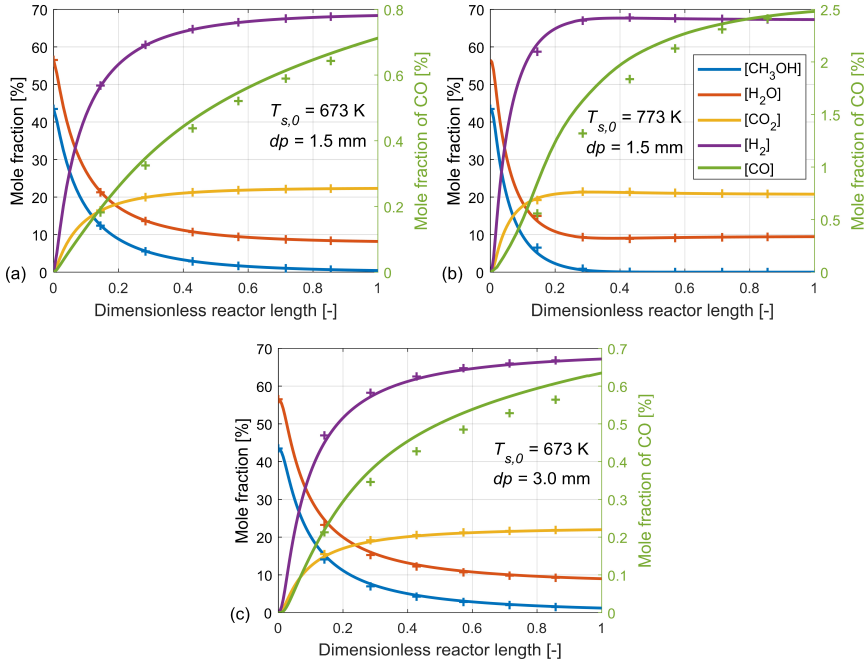 70
60
50
40
30
20
10
0
Mole fraction [%]
0.8
0.6
0.4
0.2
0
Mole fraction of CO [%]
T_s,0 = 673 K
dp = 1.5 mm
(a)
0
0.2
0.4
0.6
0.8
1
Dimensionless reactor length [-]
70
60
50
40
30
20
10
0
Mole fraction [%]
2.5
2
1.5
1
0.5
0
Mole fraction of CO [%]
[CH3OH]
[H2O]
[CO2]
[H2]
[CO]
T_s,0 = 773 K
dp = 1.5 mm
(b)
0
0.2
0.4
0.6
0.8
1
Dimensionless reactor length [-]
70
60
50
40
30
20
10
0
Mole fraction [%]
0.7
0.6
0.5
0.4
0.3
0.2
0.1
0
Mole fraction of CO [%]
T_s,0 = 673 K
dp = 3.0 mm
(c)
0
0.2
0.4
0.6
0.8
1
Dimensionless reactor length [-]